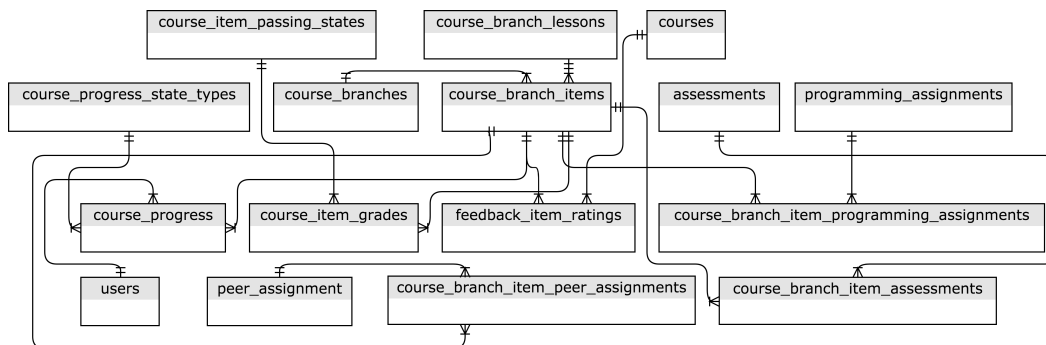 course_item_passing_states
course_branch_lessons
courses
course_progress_state_types
course_branches
course_branch_items
assessments
programming_assignments
course_progress
course_item_grades
feedback_item_ratings
course_branch_item_programming_assignments
users
peer_assignment
course_branch_item_peer_assignments
course_branch_item_assessments